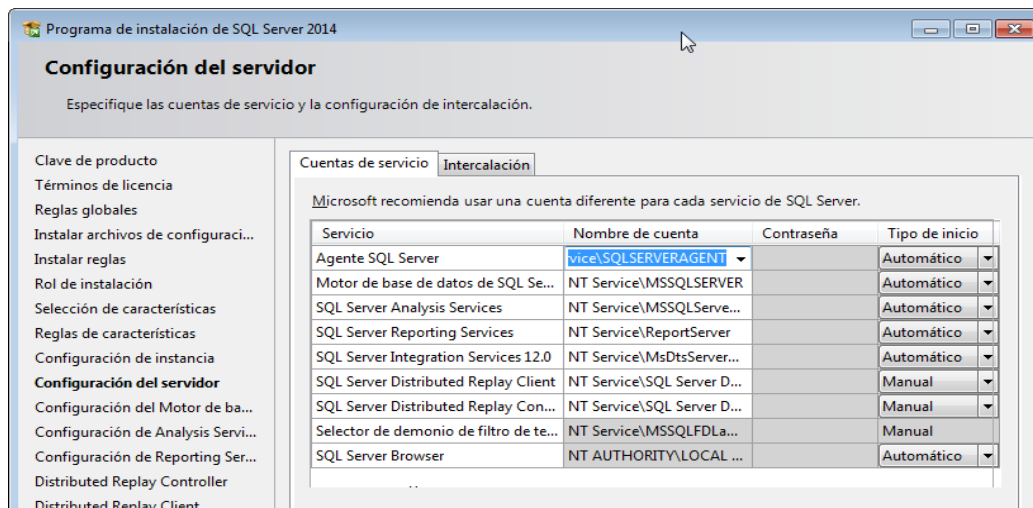 Programa de instalación de SQL Server 2014
Configuración del servidor
Especifique las cuentas de servicio y la configuración de intercalación.
Clave de producto
Términos de licencia
Reglas globales
Instalar archivos de configuraci...
Instalar reglas
Rol de instalación
Selección de características
Reglas de características
Configuración de instancia
Configuración del servidor
Configuración del Motor de ba...
Configuración de Analysis Servi...
Configuración de Reporting Ser...
Distributed Replay Controller
Distributed Replay Client
Cuentas de servicio Intercalación
Microsoft recomienda usar una cuenta diferente para cada servicio de SQL Server.
Servicio Nombre de cuenta Contraseña Tipo de inicio
Agente SQL Server vice\SQLSERVERAGENT Automático
Motor de base de datos de SQL Se... NT Service\MSSQLSERVER Automático
SQL Server Analysis Services NT Service\MSSQLServe... Automático
SQL Server Reporting Services NT Service\ReportServer Automático
SQL Server Integration Services 12.0 NT Service\MsDtsServer... Automático
SQL Server Distributed Replay Client NT Service\SQL Server D... Manual
SQL Server Distributed Replay Con... NT Service\SQL Server D... Manual
Selector de demonio de filtro de te... NT Service\MSSQLFDLa... Manual
SQL Server Browser NT AUTHORITY\LOCAL ... Automático